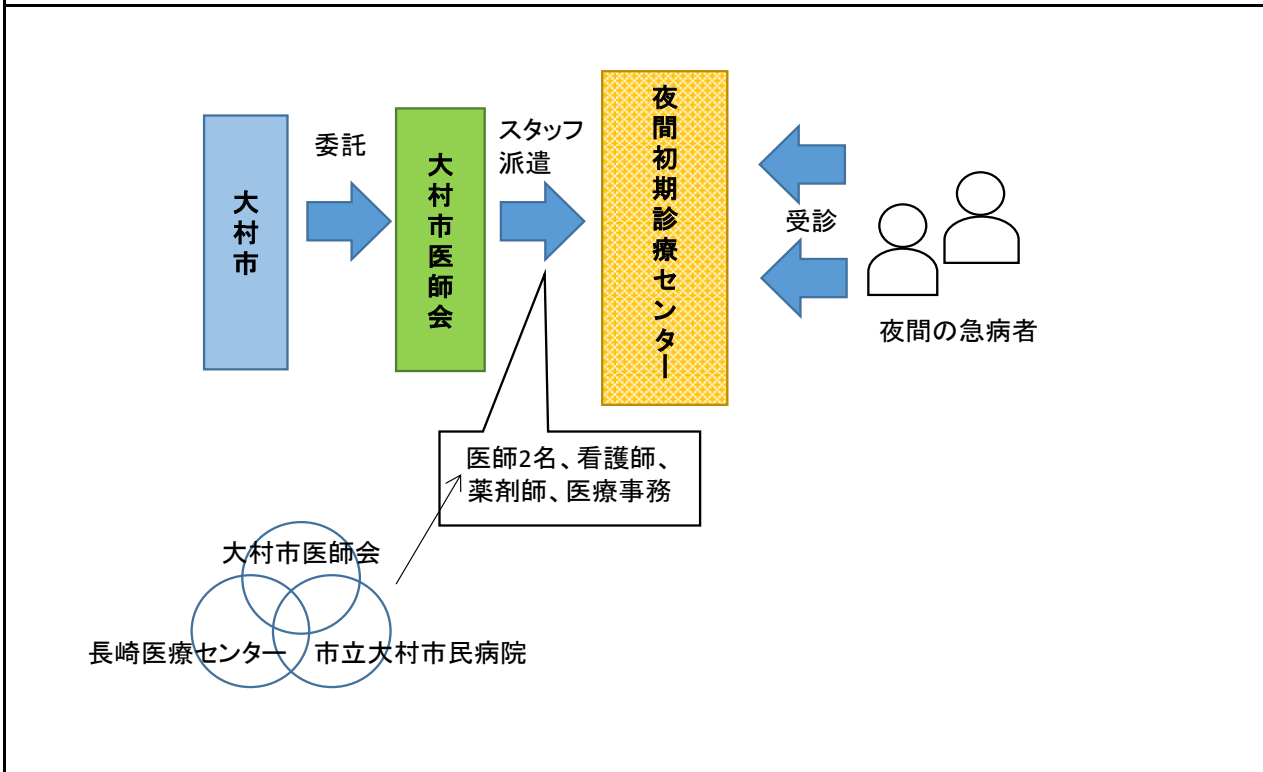 大村市
委託
大村市医師会
スタッフ
派遣
夜間初期診療センター
受診
夜間の急病者
医師2名、看護師、
薬剤師、医療事務
大村市医師会
長崎医療センター
市立大村市民病院